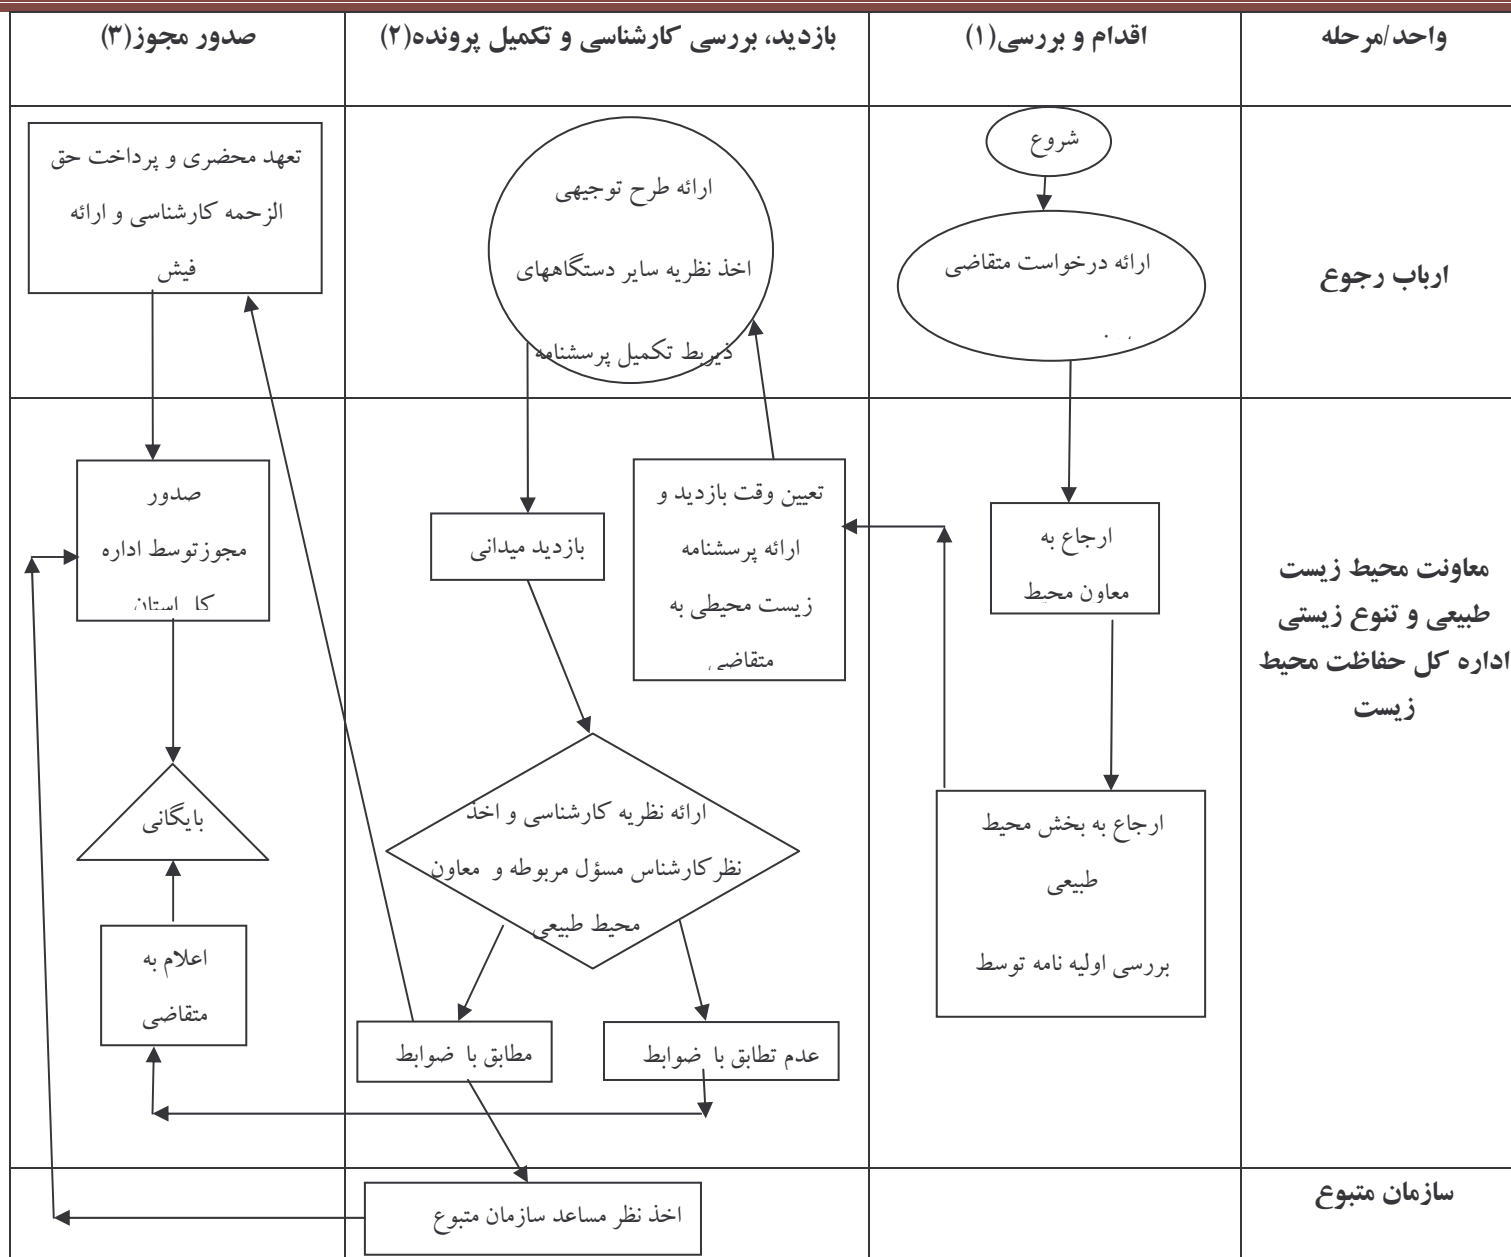 واحد/مرحله
اقدام و بررسی(۱)
بازدید، بررسی کارشناسی و تکمیل پرونده(۲)
صدور مجوز(۳)
ارباب رجوع
شروع
ارائه درخواست متقاضی
ارائه طرح توجیهی
اخذ نظریه سایر دستگاههای
ذیربط تکمیل پرسشنامه
تعهد محضری و پرداخت حق
الزحمه کارشناسی و ارائه
فیش
معاونت محیط زیست
طبیعی و تنوع زیستی
اداره کل حفاظت محیط
زیست
ارجاع به
معاون محیط
ارجاع به بخش محیط
طبیعی
بررسی اولیه نامه توسط
تعیین وقت بازدید و
ارائه پرسشنامه
زیست محیطی به
متقاضی
بازدید میدانی
ارائه نظریه کارشناسی و اخذ
نظرکارشناس مسؤل مربوطه و معاون
محیط طبیعی
عدم تطابق با ضوابط
مطابق با ضوابط
صدور
مجوزتوسط اداره
کل استان
بایگانی
اعلام به
متقاضی
سازمان متبوع
اخذ نظر مساعد سازمان متبوع